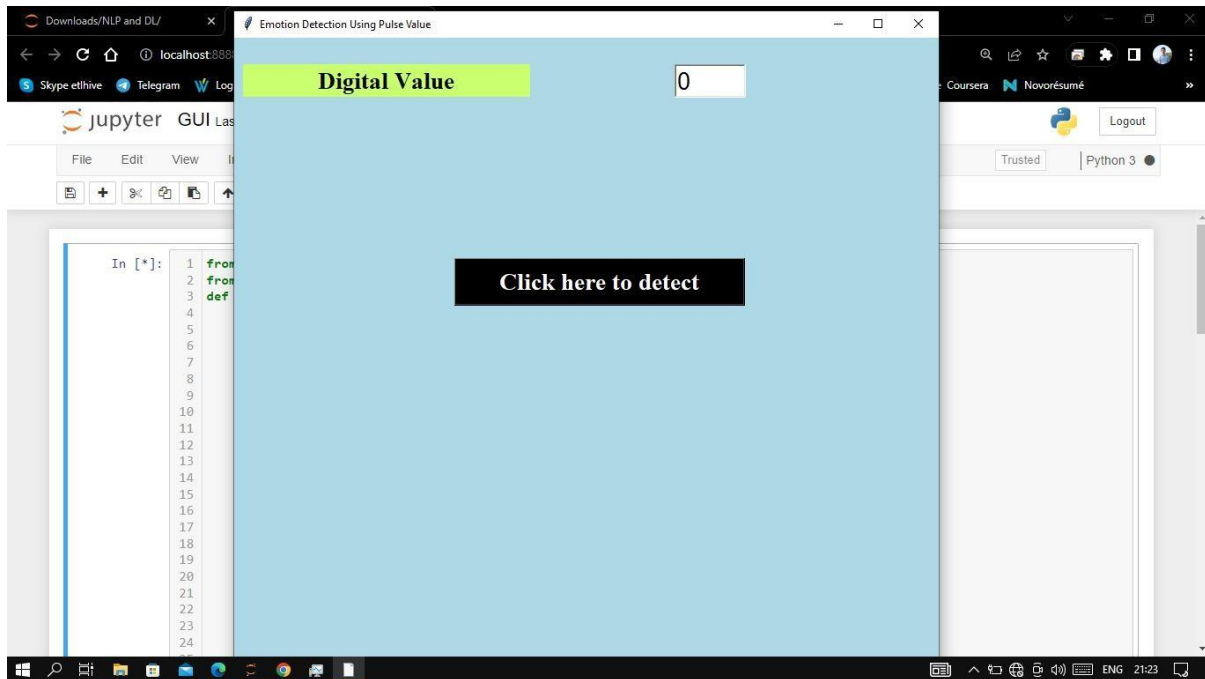 Downloads/NLP and DL/
Emotion Detection Using Pulse Value
localhost:888
Skype etlhive
Telegram
Log
Coursera
Novorésumé
»
Digital Value
0
jupyter GUI Las
Logout
File Edit View
Trusted
Python 3
In [*]:
1 from
2 from
3 def
4
5
6
7
8
9
10
11
12
13
14
15
16
17
18
19
20
21
22
23
24
Click here to detect
ENG 21:23